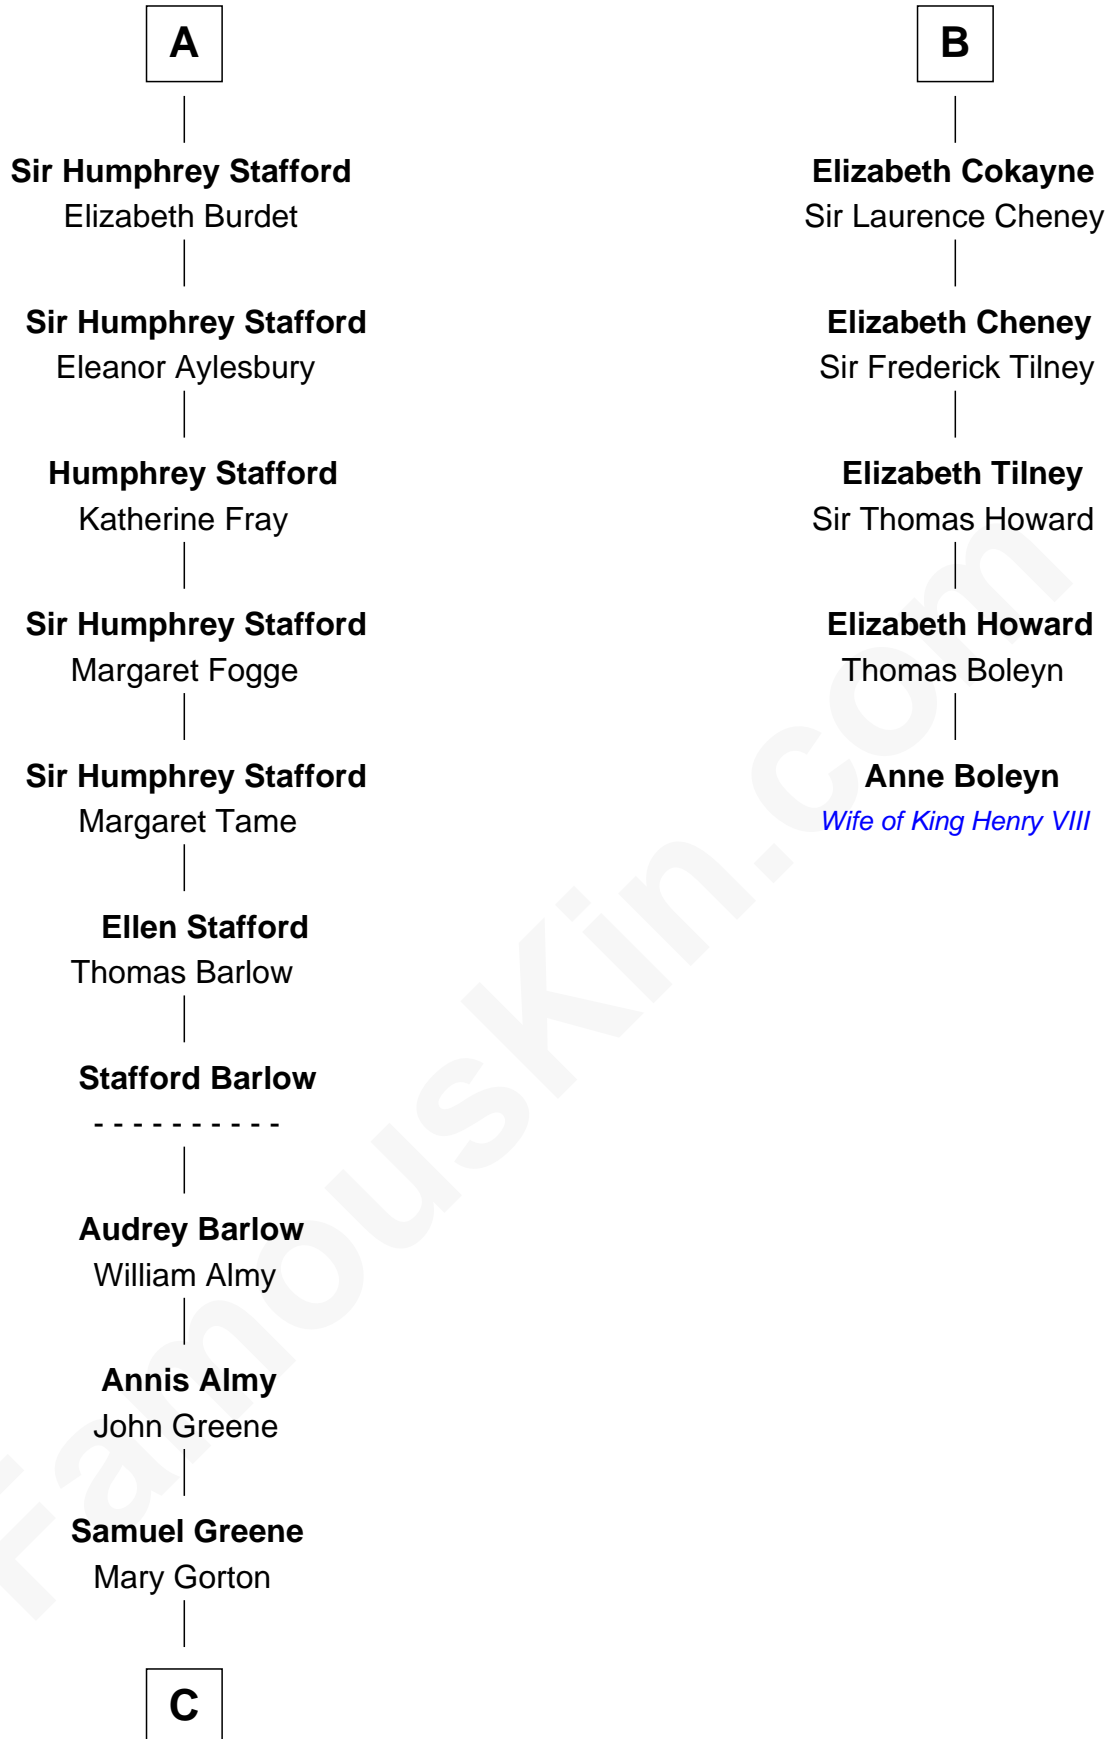 A
Sir Humphrey Stafford
Elizabeth Burdet
Sir Humphrey Stafford
Eleanor Aylesbury
Humphrey Stafford
Katherine Fray
Sir Humphrey Stafford
Margaret Fogge
Sir Humphrey Stafford
Margaret Tame
Ellen Stafford
Thomas Barlow
Stafford Barlow
- - - - - - - - - -
Audrey Barlow
William Almy
Annis Almy
John Greene
Samuel Greene
Mary Gorton
C
B
Elizabeth Cokayne
Sir Laurence Cheney
Elizabeth Cheney
Sir Frederick Tilney
Elizabeth Tilney
Sir Thomas Howard
Elizabeth Howard
Thomas Boleyn
Anne Boleyn
Wife of King Henry VIII
FamousKin.com